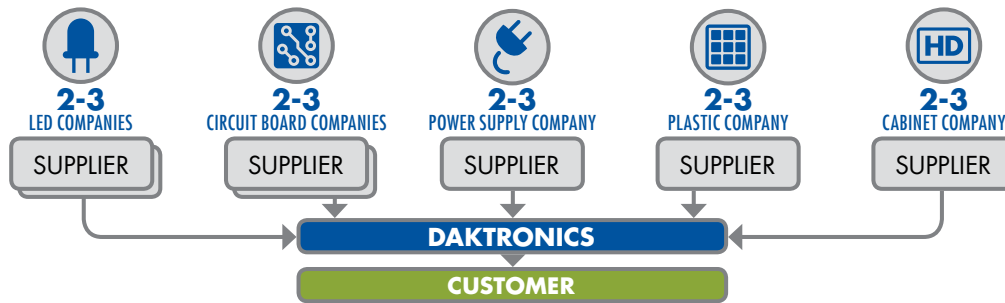 HD
2-3 2-3 2-3 2-3 2-3
LED COMPANIES CIRCUIT BOARD COMPANIES POWER SUPPLY COMPANY PLASTIC COMPANY CABINET COMPANY
SUPPLIER SUPPLIER SUPPLIER SUPPLIER SUPPLIER
DAKTRONICS
CUSTOMER